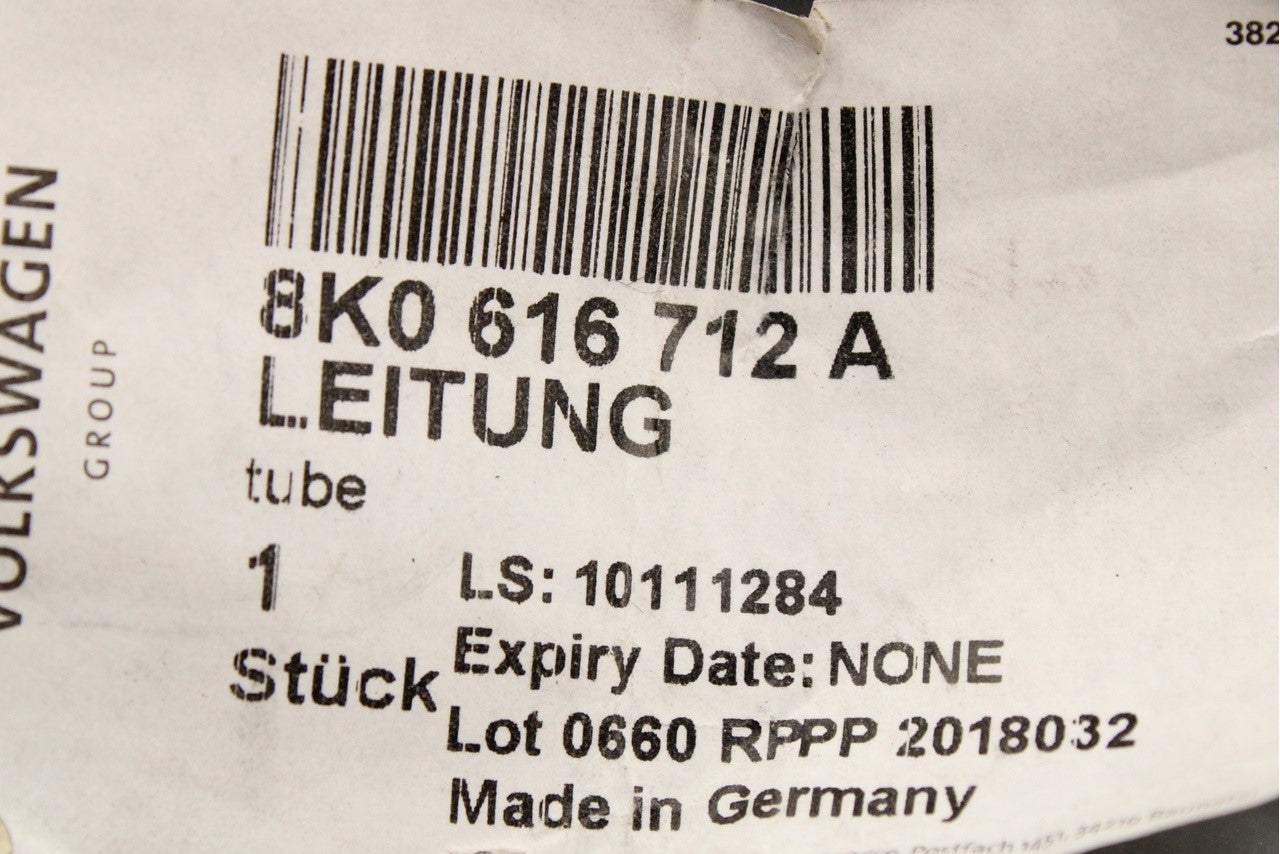 382
VOLKSWAGEN
GROUP
8K0 616 712 A
LEITUNG
tube
1
Stück
LS: 10111284
Expiry Date: NONE
Lot 0660 RPPP 2018032
Made in Germany
Postfach